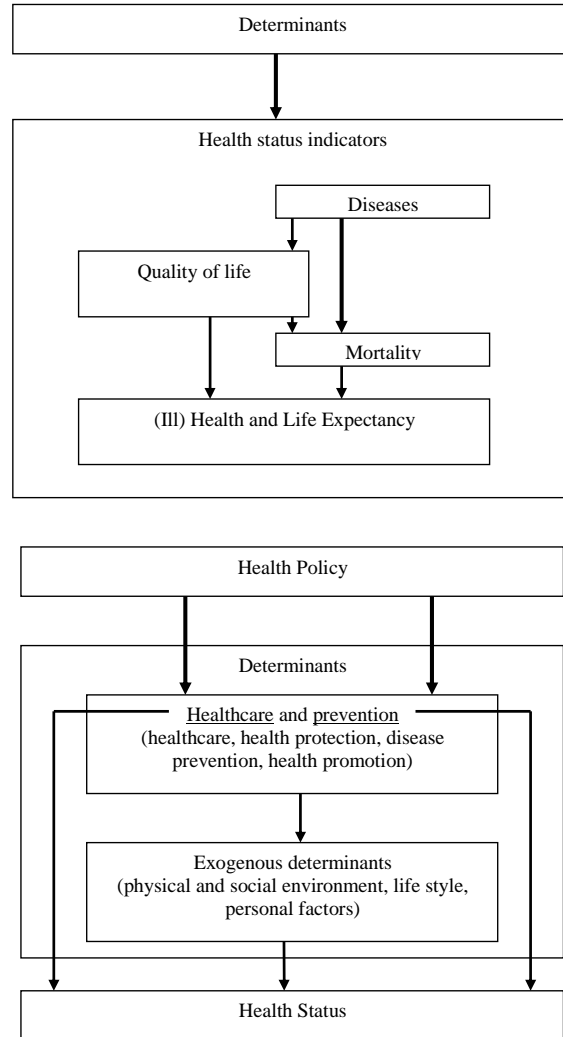 Determinants
Health status indicators
Diseases
Quality of life
Mortality
(Ill) Health and Life Expectancy
Health Policy
Determinants
Healthcare and prevention
(healthcare, health protection, disease
prevention, health promotion)
Exogenous determinants
(physical and social environment, life style,
personal factors)
Health Status